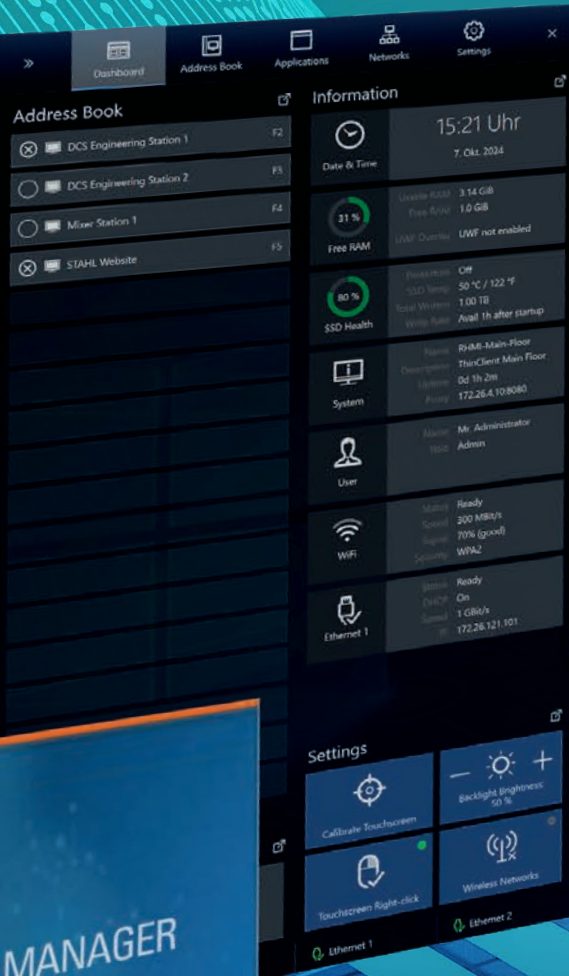 Dashboard
Address Book
Applications
Networks
Settings
Address Book
DCS Engineering Station 1 F2
DCS Enginwering Station 2 F3
Mixer Station 1 F4
STAHL Website F5
Information
Date & Time
15:21 Uhr
7. Okt. 2024
31 %
Free RAM
Usable RAM 3.14 GiB
Free RAM 1.0 GiB
UWF Overlay UWF not enabled
80 %
SSD Health
Protection Off
SSD Temp 50 °C / 122 °F
Total Written 1.00 TB
Write Rate Avail 1h after startup
System
Name RHMI-Main-Floor
Description ThinClient Main Floor
Uptime 0d 1h 2m
Proxy 172.26.4.10:8080
User
Name Mr. Administrator
Role Admin
WiFi
Status Ready
Speed 300 MBit/s
Signal 70% (good)
Security WPA2
Ethernet 1
Status Ready
DHCP On
Speed 1 GBit/s
IP 172.26.121.101
Settings
Calibrate Touchscreen
Backlight Brightness
50 %
Touchscreen Right-click
Wireless Networks
Ethernet 1
Ethernet 2
MANAGER